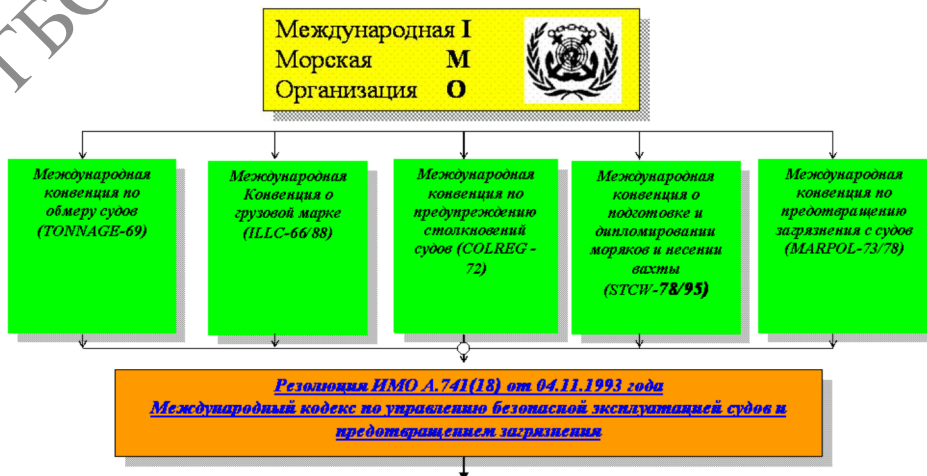 ТБС
Международная I
Морская M
Организация O
Международная
конвенция по
обмеру судов
(TONNAGE-69)
Международная
Конвенция о
грузовой марке
(ILLC-66/88)
Международная
конвенция по
предупреждению
столкновений
судов (COLREG -
72)
Международная
конвенция о
подготовке и
дипломировании
моряков и несении
вахты
(STCW-78/95)
Международная
конвенция по
предотвращению
загрязнения с судов
(MARPOL-73/78)
Резолюция ИМО А.741(18) от 04.11.1993 года
Международный кодекс по управлению безопасной эксплуатацией судов и
предотвращением загрязнения